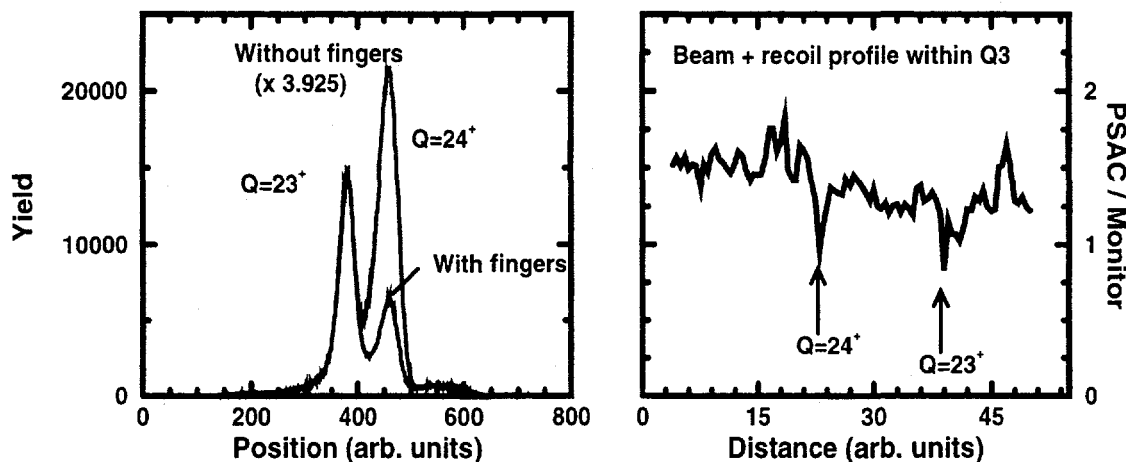 Without fingers
(x 3.925)
Q=24⁺
Q=23⁺
With fingers
Yield
20000
10000
0
0 200 400 600 800
Position (arb. units)
Beam + recoil profile within Q3
Q=24⁺
Q=23⁺
2
1
0
PSAC / Monitor
0 15 30 45
Distance (arb. units)